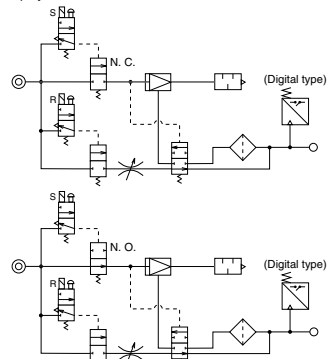 S
N. C.
(Digital type)
R
S
N. O.
(Digital type)
R